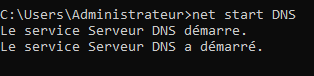 C:\Users\Administrateur>net start DNS
Le service Serveur DNS démarre.
Le service Serveur DNS a démarré.